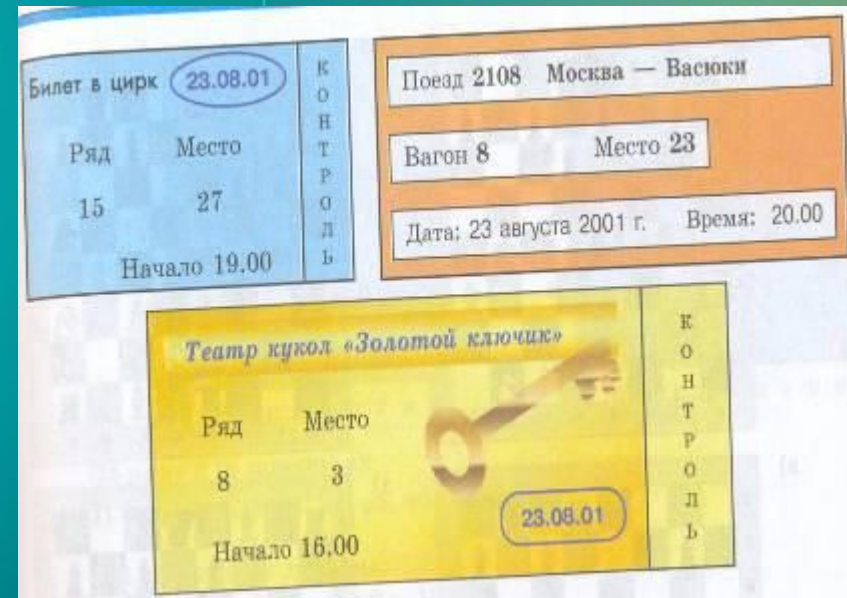 Билет в цирк 23.08.01
Ряд Место
15 27
Начало 19.00
КОНТРОЛЬ
Поезд 2108 Москва — Васюки
Вагон 8 Место 23
Дата: 23 августа 2001 г. Время: 20.00
Театр кукол «Золотой ключик»
Ряд Место
8 3
23.08.01
Начало 16.00
КОНТРОЛЬ